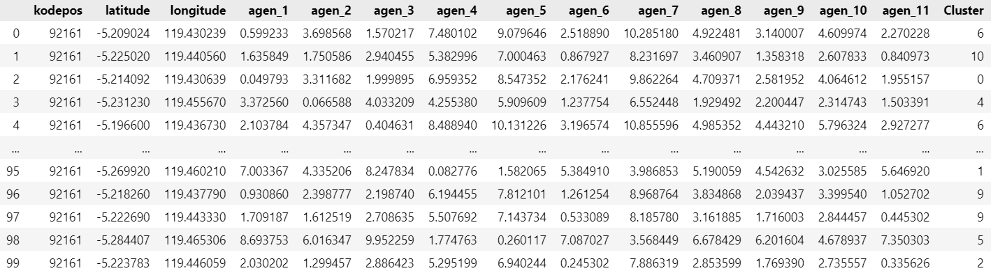 kodepos latitude longitude agen_1 agen_2 agen_3 agen_4 agen_5 agen_6 agen_7 agen_8 agen_9 agen_10 agen_11 Cluster
0 92161 -5.209024 119.430239 0.599233 3.698568 1.570217 7.480102 9.079646 2.518890 10.285180 4.922481 3.140007 4.609974 2.270228 6
1 92161 -5.225020 119.440560 1.635849 1.750586 2.940455 5.382996 7.000463 0.867927 8.231697 3.460907 1.358318 2.607833 0.840973 10
2 92161 -5.214092 119.430639 0.049793 3.311682 1.999895 6.959352 8.547352 2.176241 9.862264 4.709371 2.581952 4.064612 1.955157 0
3 92161 -5.231230 119.455670 3.372560 0.066588 4.033209 4.255380 5.909609 1.237754 6.552448 1.929492 2.200447 2.314743 1.503391 4
4 92161 -5.196600 119.436730 2.103784 4.357347 0.404631 8.488940 10.131226 3.196574 10.855596 4.985352 4.443210 5.796324 2.927277 6
... ... ... ... ... ... ... ... ... ... ... ... ... ... ... ...
95 92161 -5.269920 119.460210 7.003367 4.335206 8.247834 0.082776 1.582065 5.384910 3.986853 5.190059 4.542632 3.025585 5.646920 1
96 92161 -5.218260 119.437790 0.930860 2.398777 2.198740 6.194455 7.812101 1.261254 8.968764 3.834868 2.039437 3.399540 1.052702 9
97 92161 -5.222690 119.443330 1.709187 1.612519 2.708635 5.507692 7.143734 0.533089 8.185780 3.161885 1.716003 2.844457 0.445302 9
98 92161 -5.284407 119.465306 8.693753 6.016347 9.952259 1.774763 0.260117 7.087027 3.568449 6.678429 6.201604 4.678937 7.350303 5
99 92161 -5.223783 119.446059 2.030202 1.299457 2.886423 5.295199 6.940244 0.245302 7.886319 2.853599 1.769390 2.735557 0.335626 2